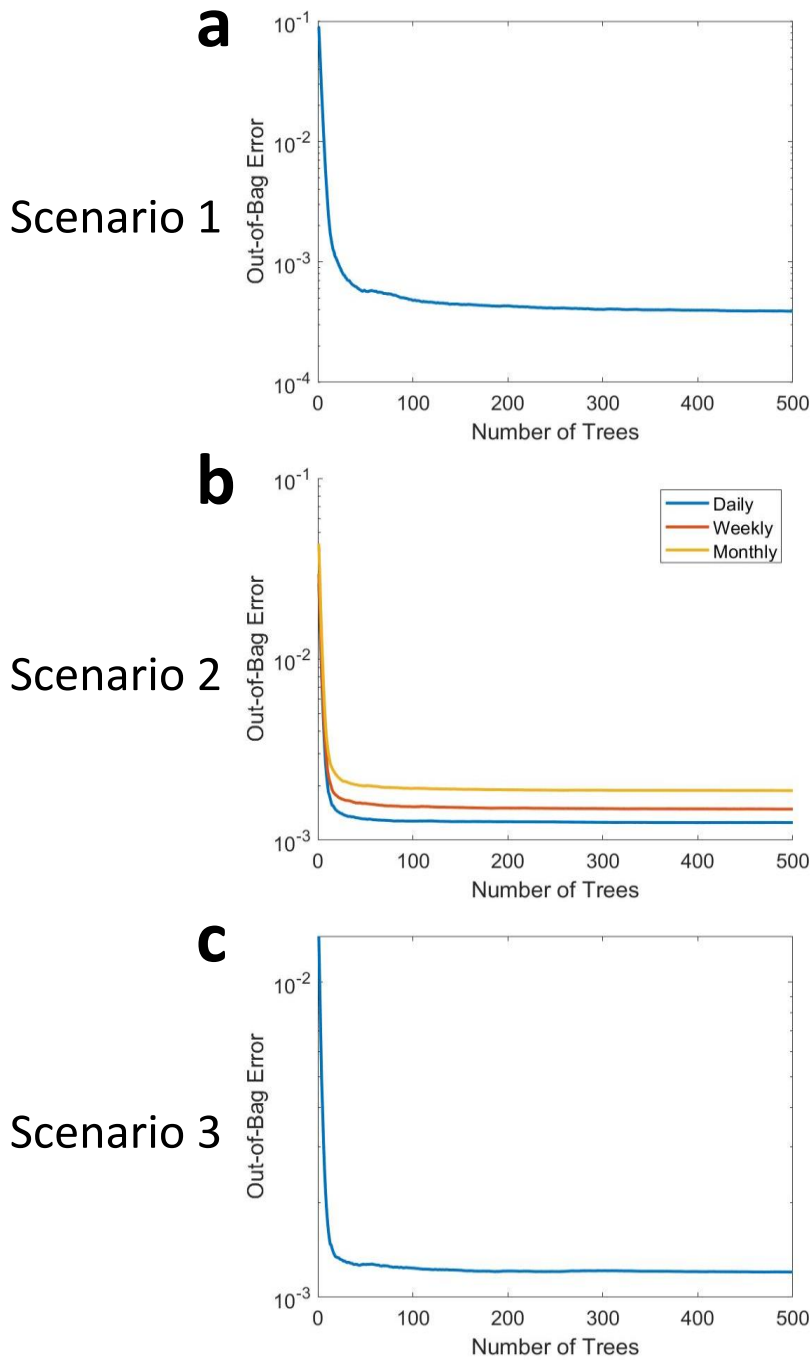 a
10^-1
10^-2
10^-3
10^-4
Out-of-Bag Error
Scenario 1
0 100 200 300 400 500
Number of Trees
b
10^-1
10^-2
10^-3
Daily
Weekly
Monthly
Out-of-Bag Error
Scenario 2
0 100 200 300 400 500
Number of Trees
c
10^-2
10^-3
Out-of-Bag Error
Scenario 3
0 100 200 300 400 500
Number of Trees